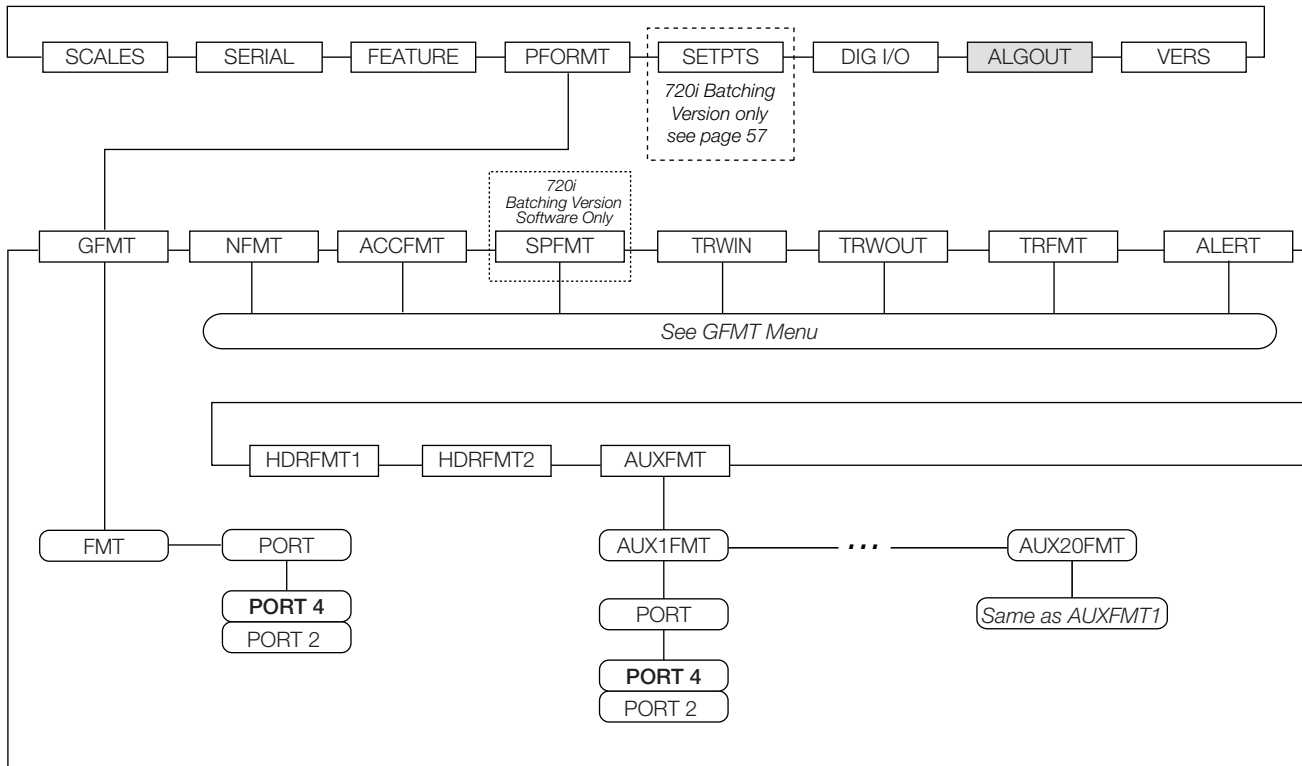 SCALES
SERIAL
FEATURE
PFORMT
SETPTS
DIG I/O
ALGOUT
VERS
720i Batching
Version only
see page 57
720i
Batching Version
Software Only
GFMT
NFMT
ACCFMT
SPFMT
TRWIN
TRWOUT
TRFMT
ALERT
See GFMT Menu
HDRFMT1
HDRFMT2
AUXFMT
FMT
PORT
AUX1FMT
...
AUX20FMT
PORT 4
PORT 2
PORT
Same as AUXFMT1
PORT 4
PORT 2